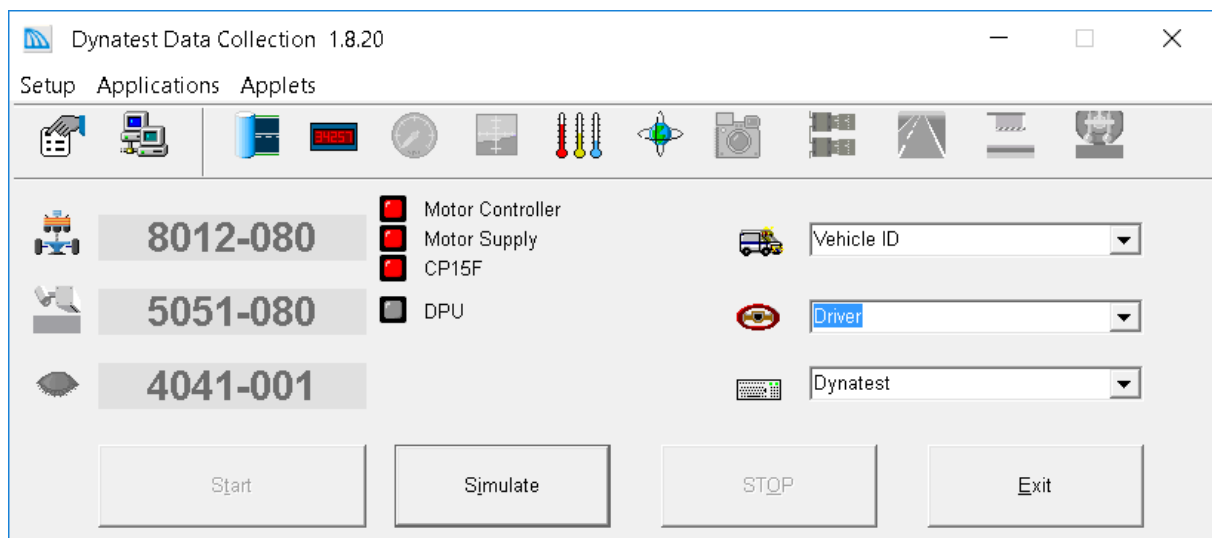 Dynatest Data Collection 1.8.20
Setup Applications Applets
34257
8012-080
Motor Controller
Motor Supply
CP15F
Vehicle ID
5051-080
DPU
Driver
4041-001
Dynatest
Start
Simulate
STOP
Exit